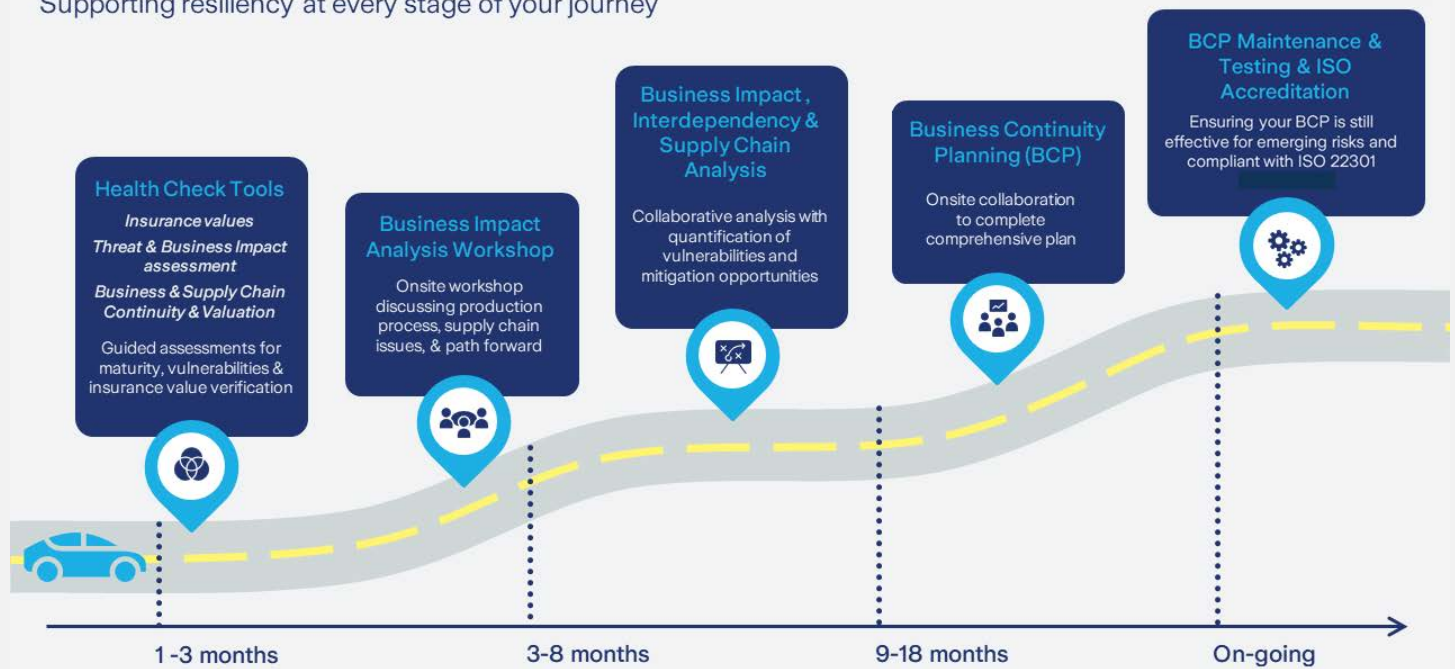 Supporting resiliency at every stage of your journey
Health Check Tools
Insurance values
Threat & Business Impact
assessment
Business & Supply Chain
Continuity & Valuation
Guided assessments for
maturity, vulnerabilities &
insurance value verification
Business Impact
Analysis Workshop
Onsite workshop
discussing production
process, supply chain
issues, & path forward
Business Impact,
Interdependency &
Supply Chain
Analysis
Collaborative analysis with
quantification of
vulnerabilities and
mitigation opportunities
Business Continuity
Planning (BCP)
Onsite collaboration
to complete
comprehensive plan
BCP Maintenance &
Testing & ISO
Accreditation
Ensuring your BCP is still
effective for emerging risks and
compliant with ISO 22301
1-3 months
3-8 months
9-18 months
On-going